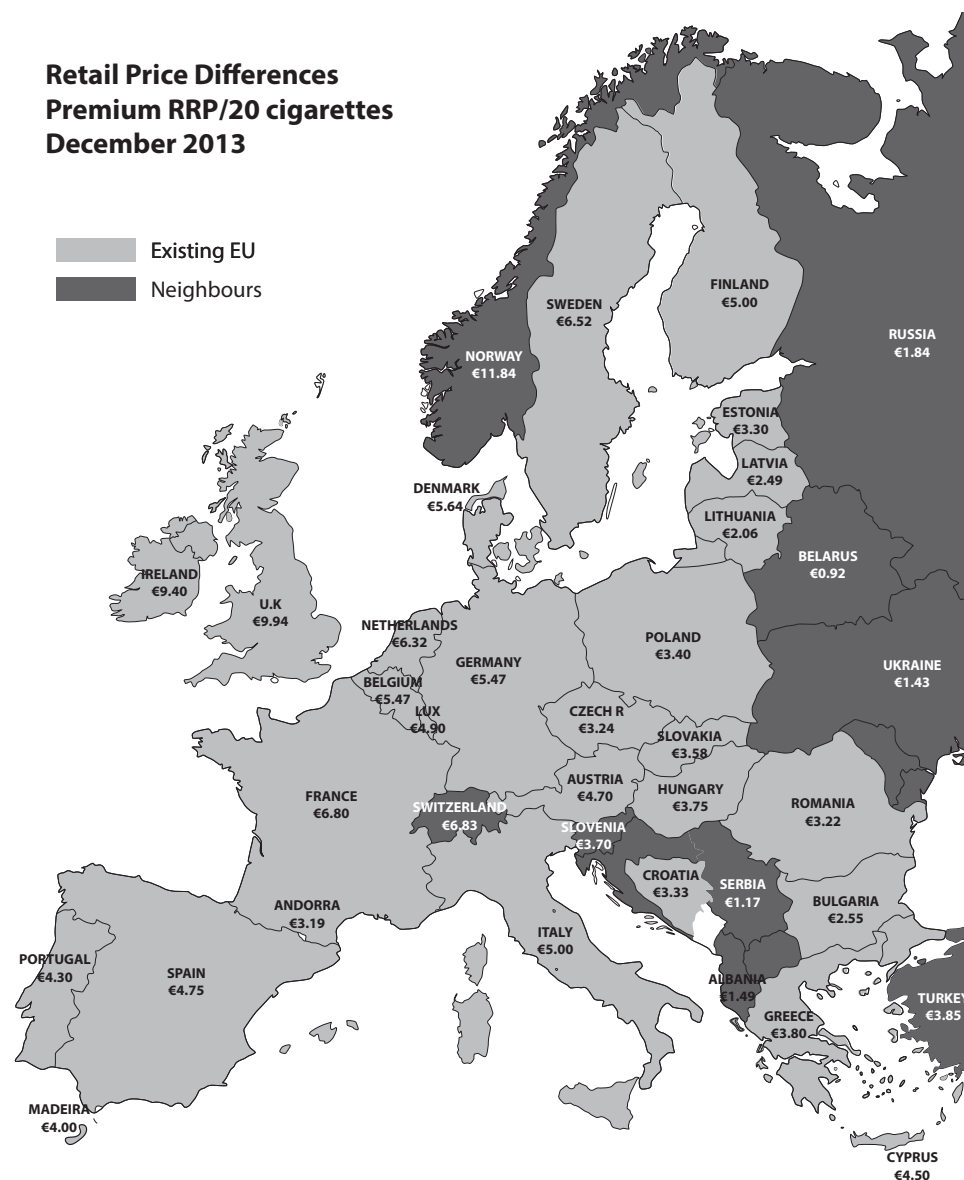 Retail Price Differences
Premium RRP/20 cigarettes
December 2013
Existing EU
Neighbours
FINLAND
€5.00
SWEDEN
€6.52
RUSSIA
€1.84
NORWAY
€11.84
ESTONIA
€3.30
LATVIA
€2.49
DENMARK
€5.64
LITHUANIA
€2.06
BELARUS
€0.92
IRELAND
€9.40
U.K
€9.94
NETHERLANDS
€6.32
POLAND
€3.40
GERMANY
€5.47
UKRAINE
€1.43
BELGIUM
€5.47
LUX
€4.90
CZECH R
€3.24
SLOVAKIA
€3.58
AUSTRIA
€4.70
HUNGARY
€3.75
FRANCE
€6.80
SWITZERLAND
€6.83
ROMANIA
€3.22
SLOVENIA
€3.70
CROATIA
€3.33
SERBIA
€1.17
BULGARIA
€2.55
ANDORRA
€3.19
ITALY
€5.00
PORTUGAL
€4.30
SPAIN
€4.75
ALBANIA
€1.49
TURKEY
€3.85
GREECE
€3.80
MADEIRA
€4.00
CYPRUS
€4.50